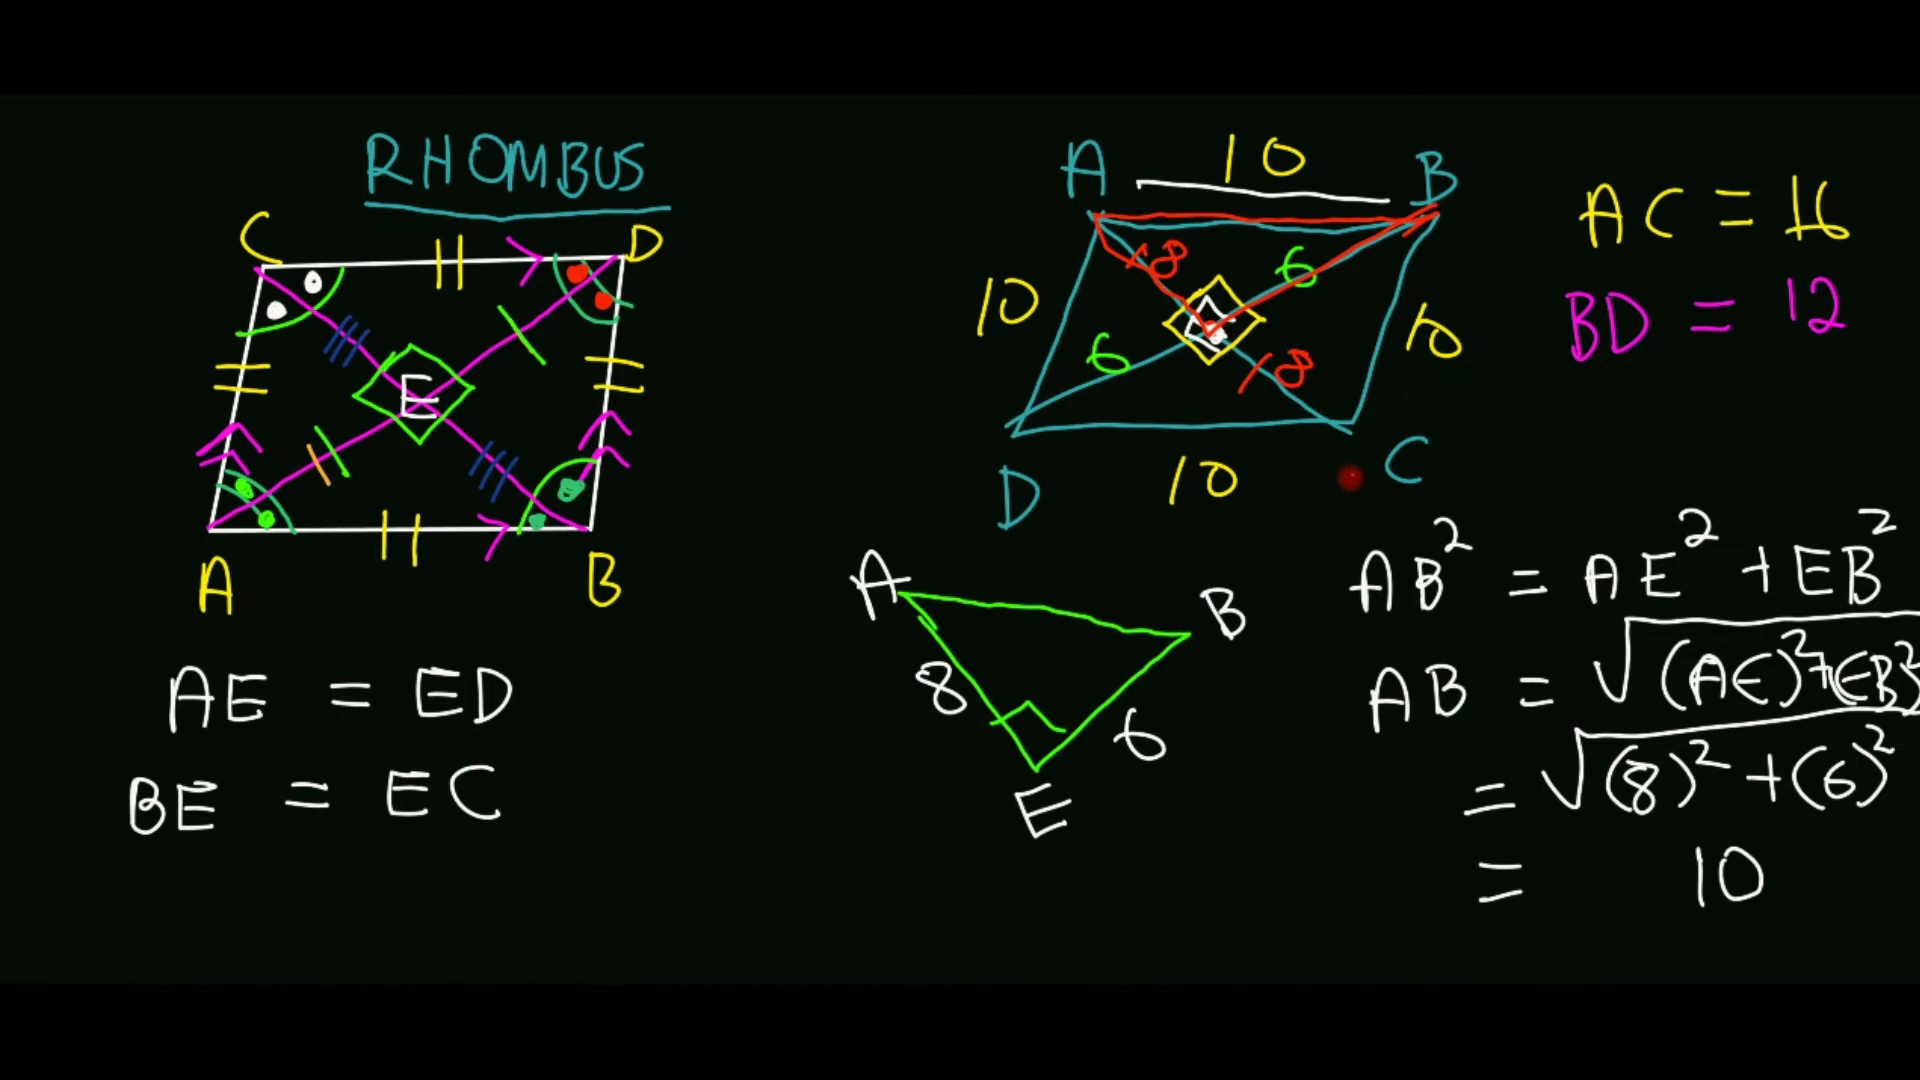 RHOMBUS
C D
E
A B
AE = ED
BE = EC
A 10 B
8 6
10 10
6 8
D 10 C
AC = 16
BD = 12
A B
8 6
E
AB² = AE² + EB²
AB = √(AE)²+(EB)²
= √(8)² + (6)²
= 10